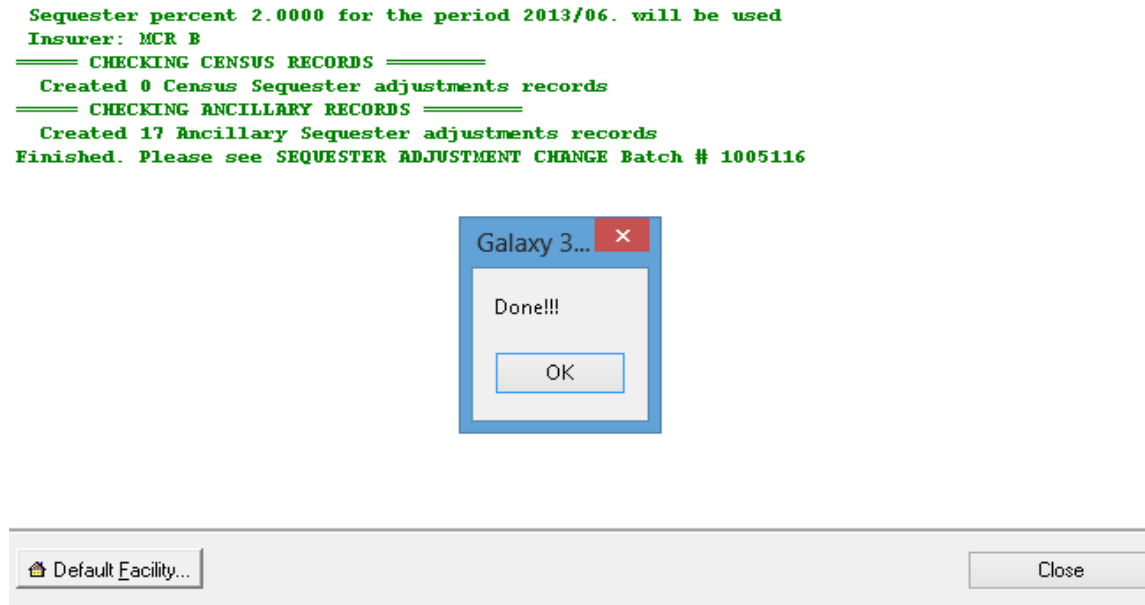 Sequester percent 2.0000 for the period 2013/06. will be used
Insurer: MCR B
===== CHECKING CENSUS RECORDS ========
Created 0 Census Sequester adjustments records
===== CHECKING ANCILLARY RECORDS ========
Created 17 Ancillary Sequester adjustments records
Finished. Please see SEQUESTER ADJUSTMENT CHANGE Batch # 1005116
Galaxy 3...
Done!!!
OK
Default Facility...
Close